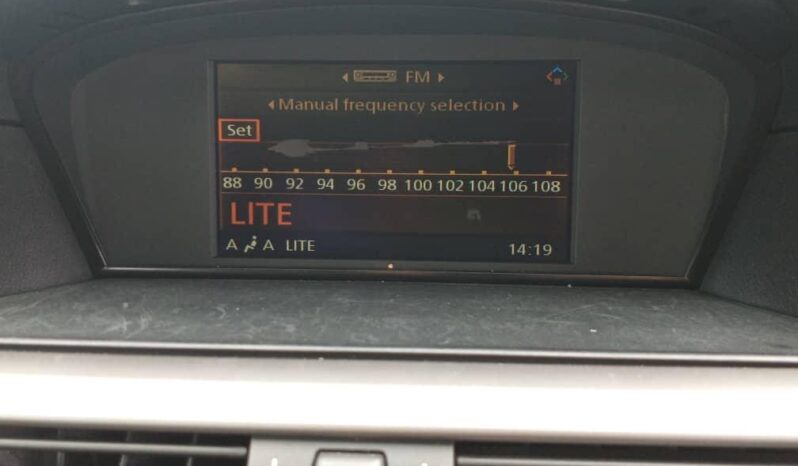 FM
Manual frequency selection
Set
88 90 92 94 96 98 100 102 104 106 108
LITE
A A LITE 14:19